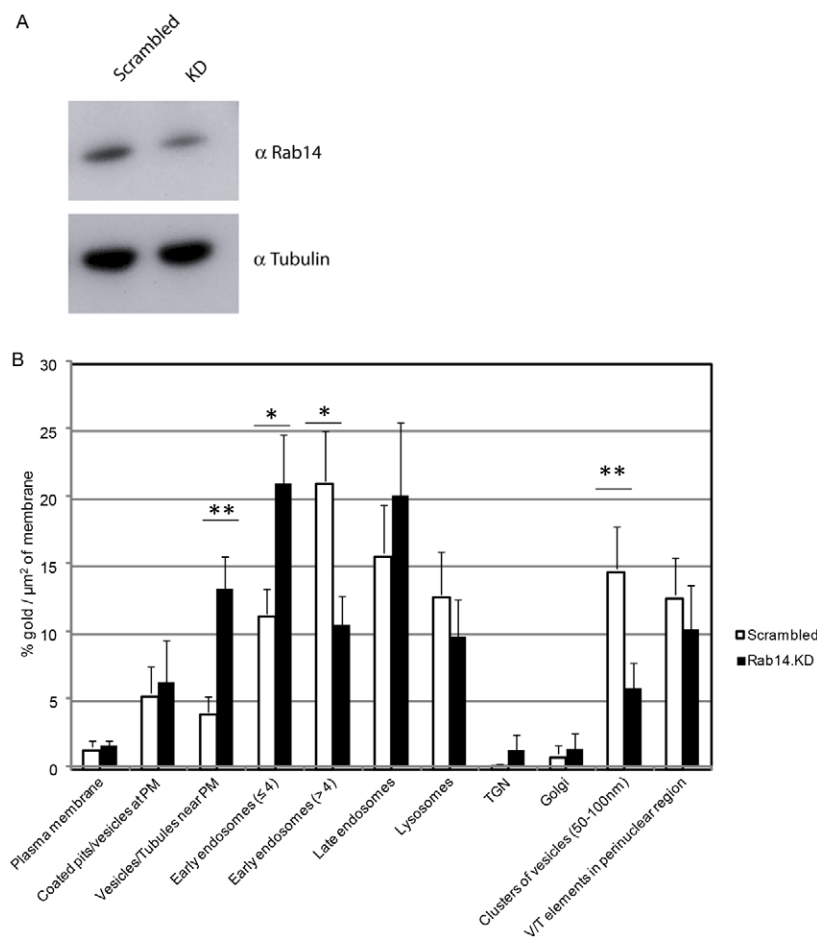 A
Scrambled
KD
α Rab14
α Tubulin
B
30
25
20
15
10
5
0
% gold / μm² of membrane
*
*
**
**
Plasma membrane
Coated pits/vesicles at PM
Vesicles/Tubules near PM
Early endosomes (≤4)
Early endosomes (>4)
Late endosomes
Lysosomes
TGN
Golgi
Clusters of vesicles (50-100nm)
V/T elements in perinuclear region
Scrambled
Rab14.KD